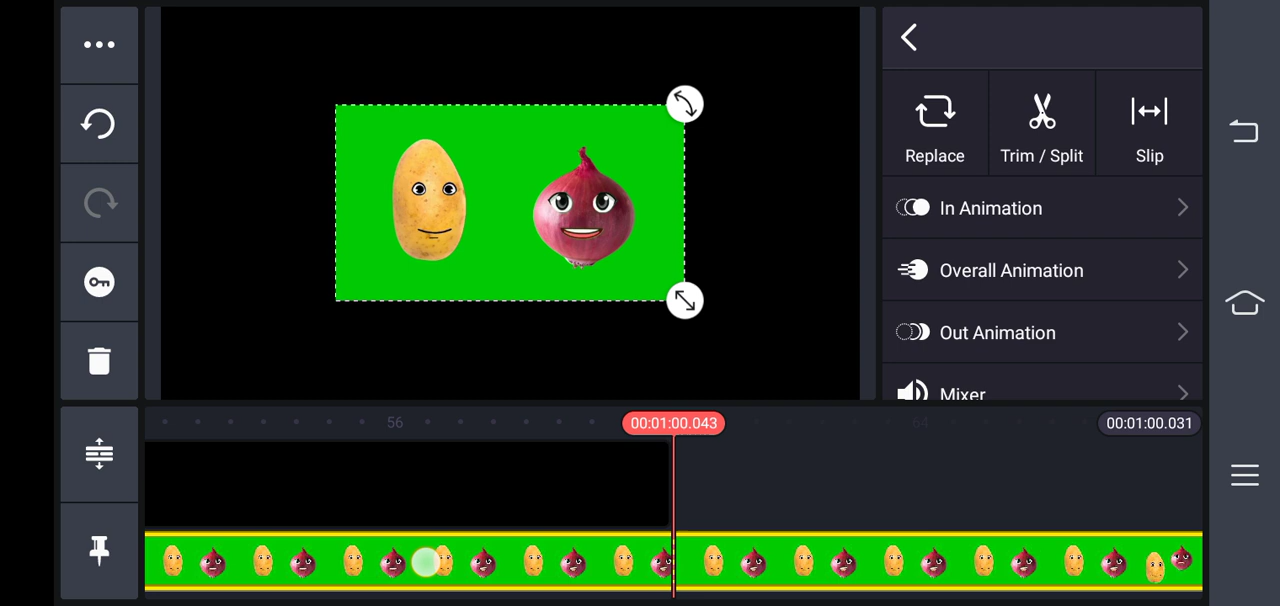 Replace
Trim / Split
Slip
In Animation
Overall Animation
Out Animation
Mixer
56
00:01:00.043
64
00:01:00.031